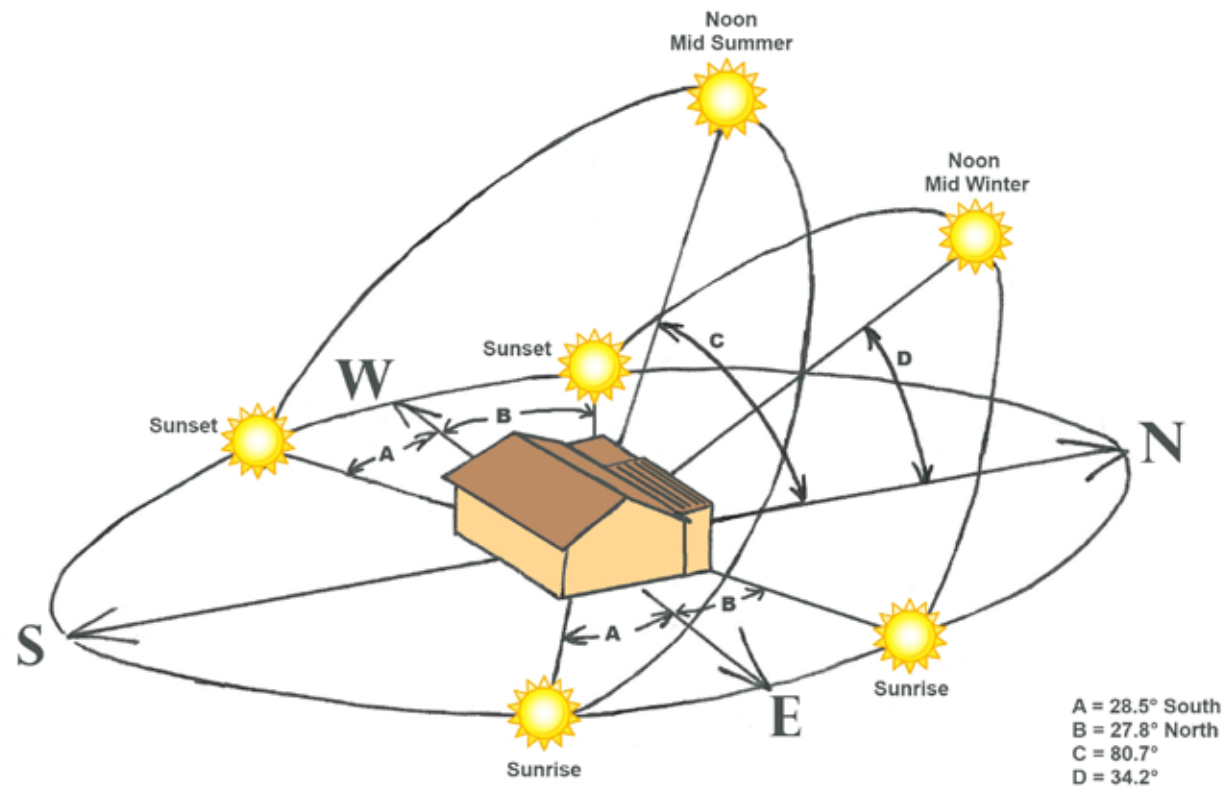 Noon
Mid Summer
Noon
Mid Winter
Sunset
C
D
W
Sunset
B
A
N
B
A
S
E
Sunrise
Sunrise
A = 28.5° South
B = 27.8° North
C = 80.7°
D = 34.2°